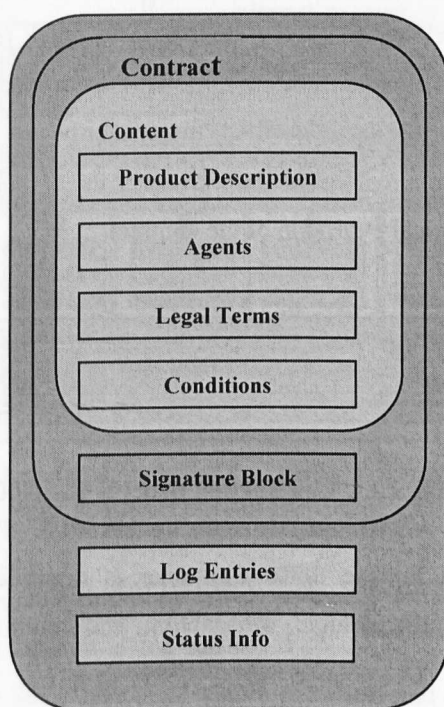 Contract
Content
Product Description
Agents
Legal Terms
Conditions
Signature Block
Log Entries
Status Info